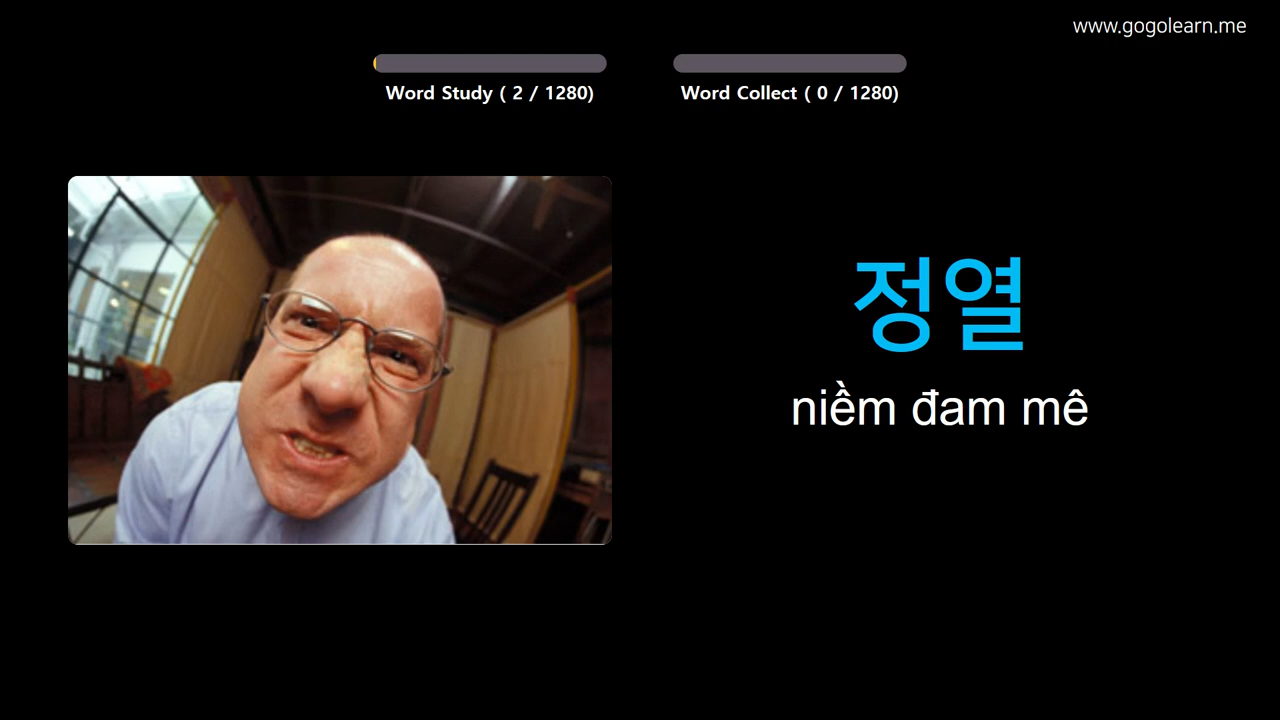 www.gogolearn.me
Word Study ( 2 / 1280)
Word Collect ( 0 / 1280)
정열
niềm đam mê